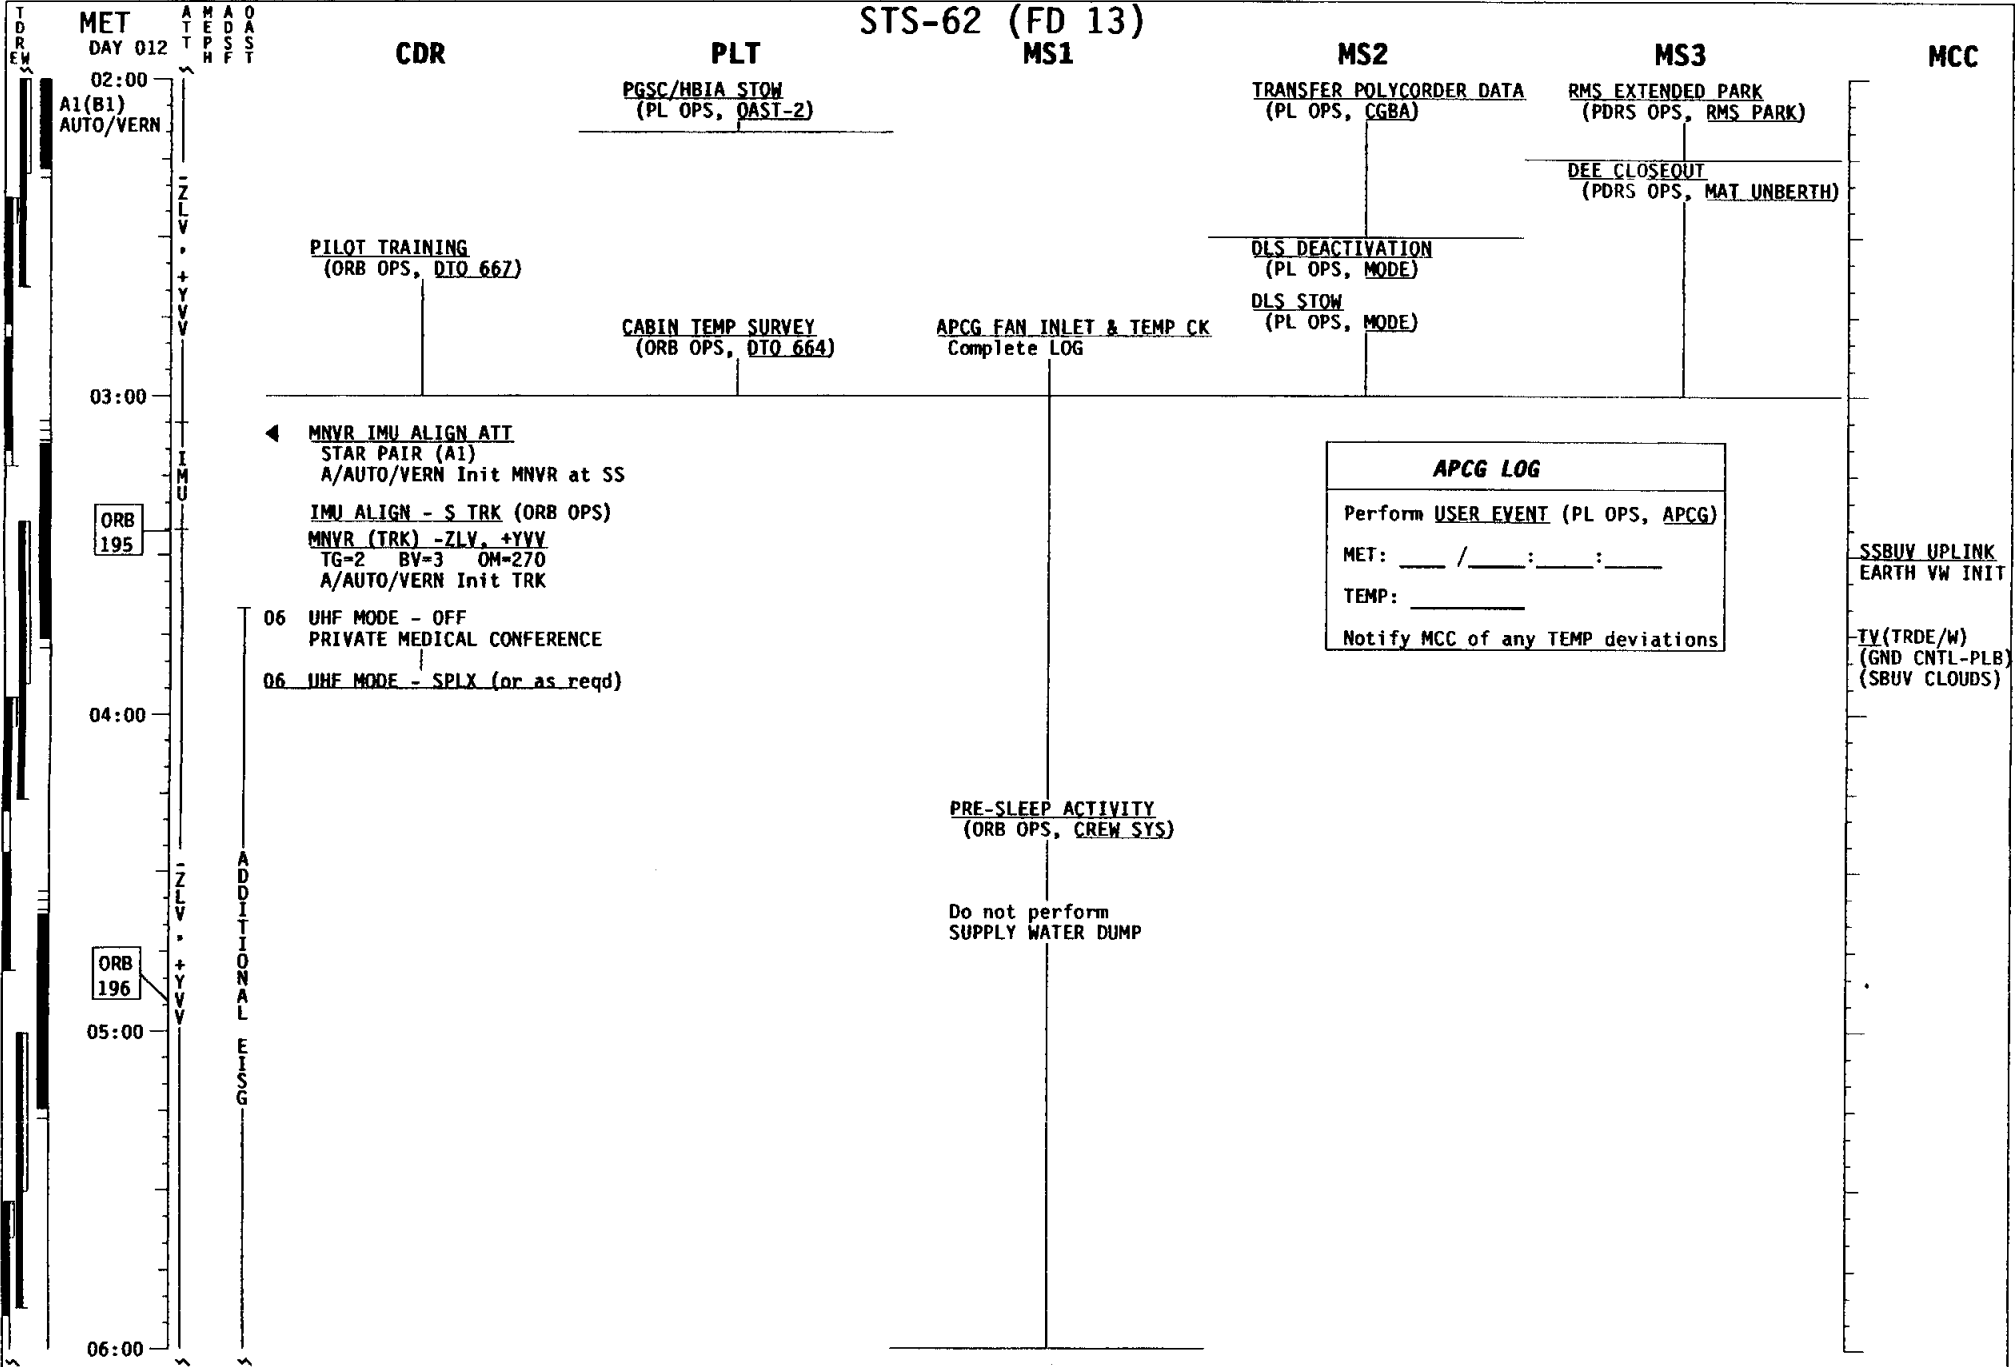 STS-62 (FD 13)
TDRE W
MET
DAY 012
ATT
MEPH
ADSF
OAST
CDR
PLT
MS1
MS2
MS3
MCC
02:00
A1(B1)
AUTO/VERN
-ZLV, +YVV
PILOT TRAINING
(ORB OPS, DTO 667)
PGSC/HBIA STOW
(PL OPS, OAST-2)
CABIN TEMP SURVEY
(ORB OPS, DTO 664)
APCG FAN INLET & TEMP CK
Complete LOG
TRANSFER POLYCORDER DATA
(PL OPS, CGBA)
DLS DEACTIVATION
(PL OPS, MODE)
DLS STOW
(PL OPS, MODE)
RMS EXTENDED PARK
(PDRS OPS, RMS PARK)
DEE CLOSEOUT
(PDRS OPS, MAT UNBERTH)
03:00
IMU
ORB
195
MNVR IMU ALIGN ATT
STAR PAIR (A1)
A/AUTO/VERN Init MNVR at SS
IMU ALIGN - S TRK (ORB OPS)
MNVR (TRK) -ZLV, +YVV
TG=2 BV=3 OM=270
A/AUTO/VERN Init TRK
06 UHF MODE - OFF
PRIVATE MEDICAL CONFERENCE
06 UHF MODE - SPLX (or as reqd)
APCG LOG
Perform USER EVENT (PL OPS, APCG)
MET: ____ /_____:_____:_____
TEMP: __________
Notify MCC of any TEMP deviations
SSBUV UPLINK
EARTH VW INIT
TV(TRDE/W)
(GND CNTL-PLB)
(SBUV CLOUDS)
04:00
PRE-SLEEP ACTIVITY
(ORB OPS, CREW SYS)
Do not perform
SUPPLY WATER DUMP
-ZLV, +YVV
ADDITIONAL EISG
ORB
196
05:00
06:00